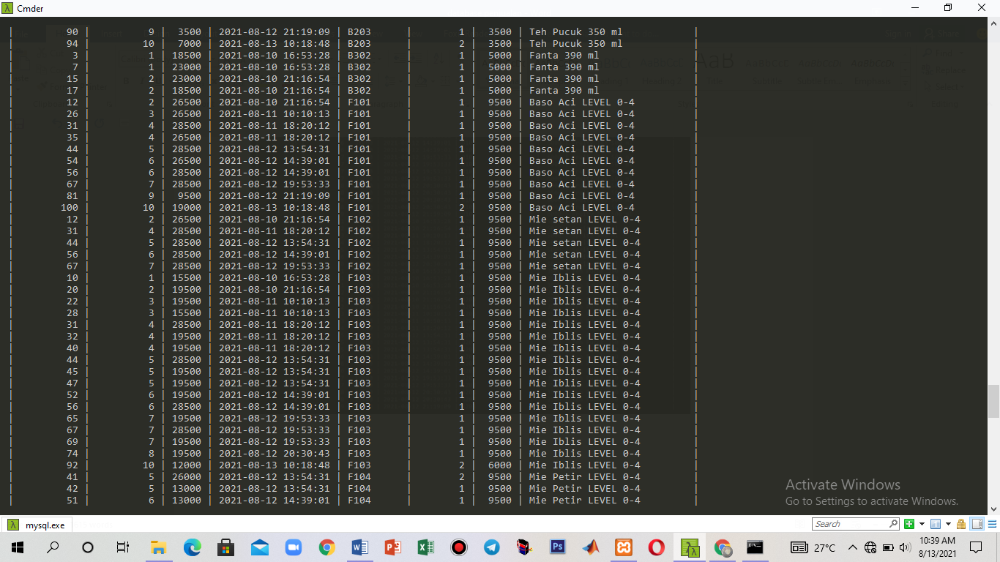 Cmder
| 90 | 9 | 3500 | 2021-08-12 21:19:09 | B203 | 1 | 3500 | Teh Pucuk 350 ml |
| 94 | 10 | 7000 | 2021-08-13 10:18:48 | B203 | 2 | 3500 | Teh Pucuk 350 ml |
| 3 | 1 | 18500 | 2021-08-10 16:53:28 | B302 | 1 | 5000 | Fanta 390 ml |
| 7 | 1 | 23000 | 2021-08-10 16:53:28 | B302 | 1 | 5000 | Fanta 390 ml |
| 15 | 2 | 23000 | 2021-08-10 21:16:54 | B302 | 1 | 5000 | Fanta 390 ml |
| 17 | 2 | 18500 | 2021-08-10 21:16:54 | B302 | 1 | 5000 | Fanta 390 ml |
| 12 | 2 | 26500 | 2021-08-10 21:16:54 | F101 | 1 | 9500 | Baso Aci LEVEL 0-4 |
| 26 | 3 | 26500 | 2021-08-11 10:10:13 | F101 | 1 | 9500 | Baso Aci LEVEL 0-4 |
| 31 | 4 | 28500 | 2021-08-11 18:20:12 | F101 | 1 | 9500 | Baso Aci LEVEL 0-4 |
| 35 | 4 | 26500 | 2021-08-11 18:20:12 | F101 | 1 | 9500 | Baso Aci LEVEL 0-4 |
| 44 | 5 | 28500 | 2021-08-12 13:54:31 | F101 | 1 | 9500 | Baso Aci LEVEL 0-4 |
| 54 | 6 | 26500 | 2021-08-12 14:39:01 | F101 | 1 | 9500 | Baso Aci LEVEL 0-4 |
| 56 | 6 | 28500 | 2021-08-12 14:39:01 | F101 | 1 | 9500 | Baso Aci LEVEL 0-4 |
| 67 | 7 | 28500 | 2021-08-12 19:53:33 | F101 | 1 | 9500 | Baso Aci LEVEL 0-4 |
| 81 | 9 | 9500 | 2021-08-12 21:19:09 | F101 | 1 | 9500 | Baso Aci LEVEL 0-4 |
| 100 | 10 | 19000 | 2021-08-13 10:18:48 | F101 | 2 | 9500 | Baso Aci LEVEL 0-4 |
| 12 | 2 | 26500 | 2021-08-10 21:16:54 | F102 | 1 | 9500 | Mie setan LEVEL 0-4 |
| 31 | 4 | 28500 | 2021-08-11 18:20:12 | F102 | 1 | 9500 | Mie setan LEVEL 0-4 |
| 44 | 5 | 28500 | 2021-08-12 13:54:31 | F102 | 1 | 9500 | Mie setan LEVEL 0-4 |
| 56 | 6 | 28500 | 2021-08-12 14:39:01 | F102 | 1 | 9500 | Mie setan LEVEL 0-4 |
| 67 | 7 | 28500 | 2021-08-12 19:53:33 | F102 | 1 | 9500 | Mie setan LEVEL 0-4 |
| 10 | 1 | 15500 | 2021-08-10 16:53:28 | F103 | 1 | 9500 | Mie Iblis LEVEL 0-4 |
| 20 | 2 | 19500 | 2021-08-10 21:16:54 | F103 | 1 | 9500 | Mie Iblis LEVEL 0-4 |
| 22 | 3 | 19500 | 2021-08-11 10:10:13 | F103 | 1 | 9500 | Mie Iblis LEVEL 0-4 |
| 28 | 3 | 15500 | 2021-08-11 10:10:13 | F103 | 1 | 9500 | Mie Iblis LEVEL 0-4 |
| 31 | 4 | 28500 | 2021-08-11 18:20:12 | F103 | 1 | 9500 | Mie Iblis LEVEL 0-4 |
| 32 | 4 | 19500 | 2021-08-11 18:20:12 | F103 | 1 | 9500 | Mie Iblis LEVEL 0-4 |
| 40 | 4 | 19500 | 2021-08-11 18:20:12 | F103 | 1 | 9500 | Mie Iblis LEVEL 0-4 |
| 44 | 5 | 28500 | 2021-08-12 13:54:31 | F103 | 1 | 9500 | Mie Iblis LEVEL 0-4 |
| 45 | 5 | 19500 | 2021-08-12 13:54:31 | F103 | 1 | 9500 | Mie Iblis LEVEL 0-4 |
| 47 | 5 | 19500 | 2021-08-12 13:54:31 | F103 | 1 | 9500 | Mie Iblis LEVEL 0-4 |
| 52 | 6 | 19500 | 2021-08-12 14:39:01 | F103 | 1 | 9500 | Mie Iblis LEVEL 0-4 |
| 56 | 6 | 28500 | 2021-08-12 14:39:01 | F103 | 1 | 9500 | Mie Iblis LEVEL 0-4 |
| 65 | 7 | 19500 | 2021-08-12 19:53:33 | F103 | 1 | 9500 | Mie Iblis LEVEL 0-4 |
| 67 | 7 | 28500 | 2021-08-12 19:53:33 | F103 | 1 | 9500 | Mie Iblis LEVEL 0-4 |
| 69 | 7 | 19500 | 2021-08-12 19:53:33 | F103 | 1 | 9500 | Mie Iblis LEVEL 0-4 |
| 74 | 8 | 19500 | 2021-08-12 20:30:43 | F103 | 1 | 9500 | Mie Iblis LEVEL 0-4 |
| 92 | 10 | 12000 | 2021-08-13 10:18:48 | F103 | 2 | 6000 | Mie Iblis LEVEL 0-4 |
| 41 | 5 | 26000 | 2021-08-12 13:54:31 | F104 | 2 | 9500 | Mie Petir LEVEL 0-4 |
| 42 | 5 | 13000 | 2021-08-12 13:54:31 | F104 | 1 | 9500 | Mie Petir LEVEL 0-4 |
| 51 | 6 | 13000 | 2021-08-12 14:39:01 | F104 | 1 | 9500 | Mie Petir LEVEL 0-4 |
Activate Windows
Go to Settings to activate Windows.
mysql.exe
Search
27°C
10:39 AM
8/13/2021